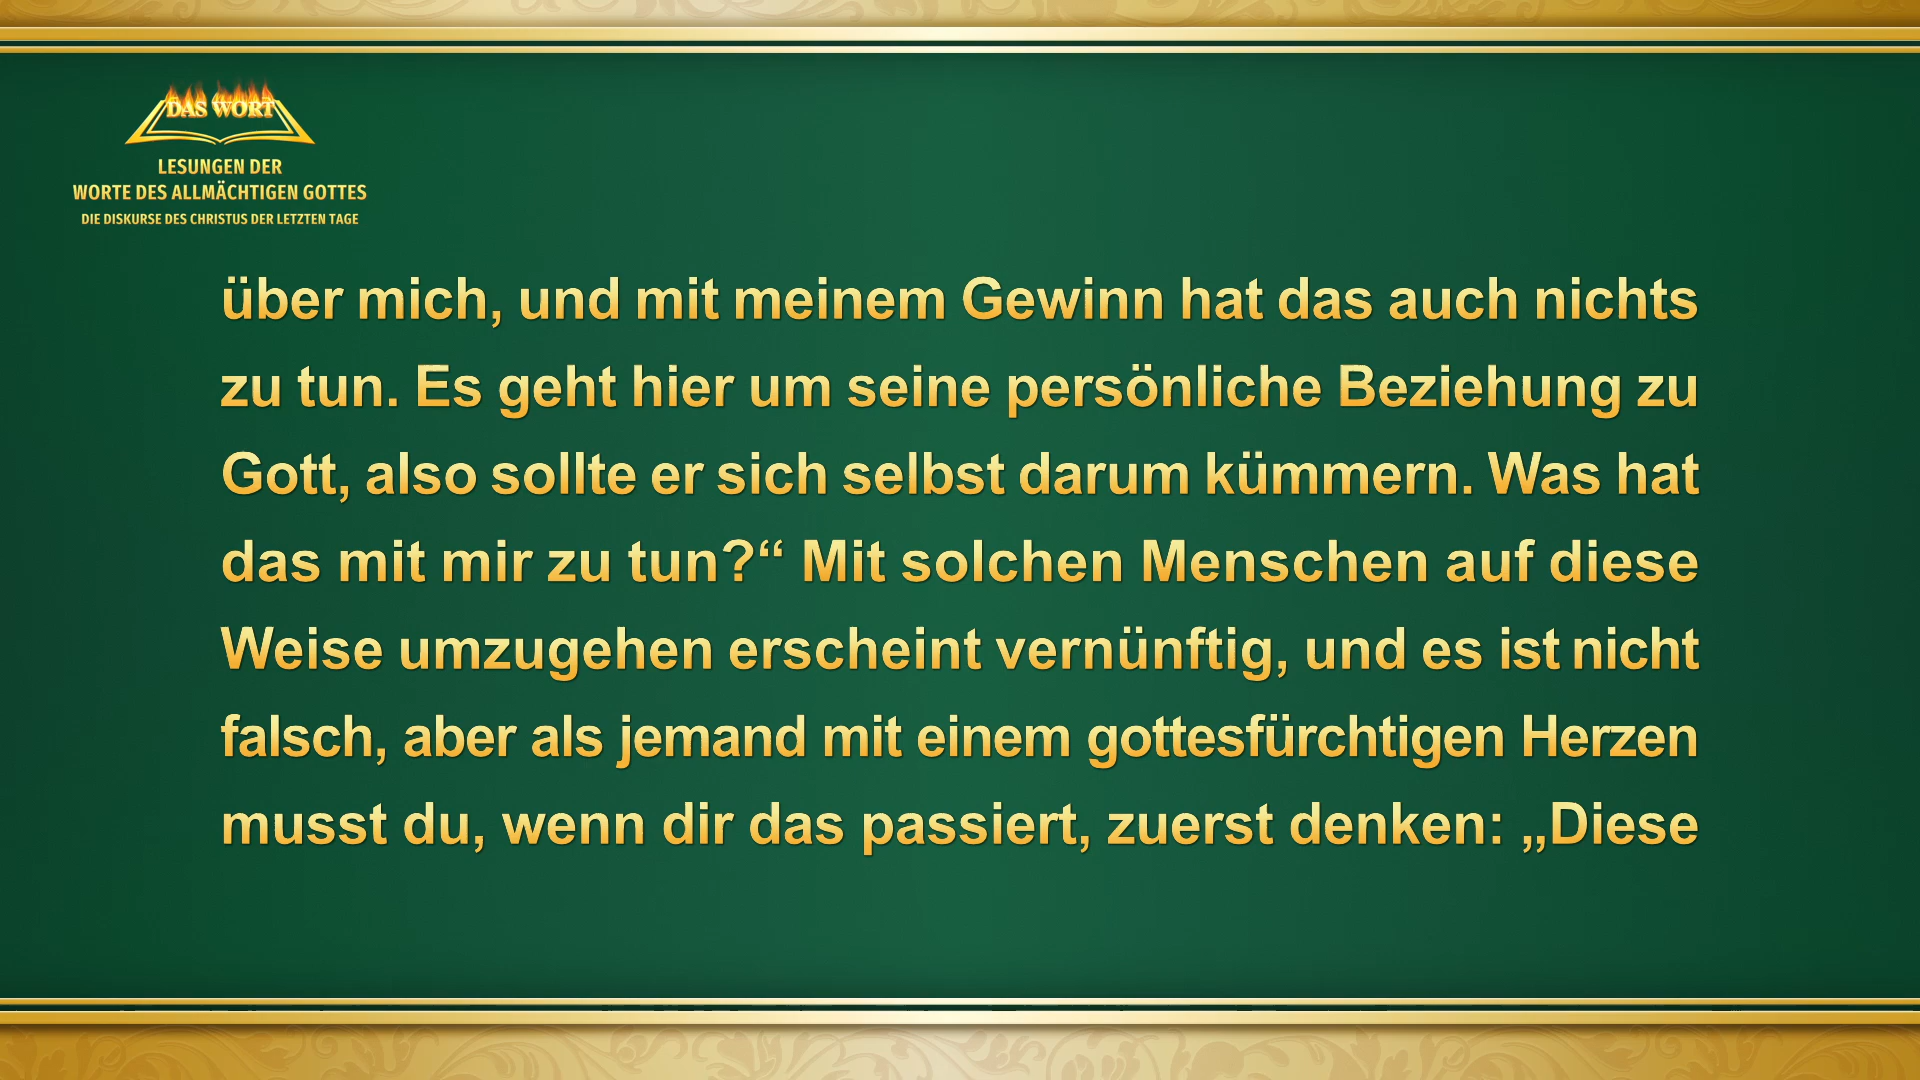 DAS WORT
LESUNGEN DER
WORTE DES ALLMÄCHTIGEN GOTTES
DIE DISKURSE DES CHRISTUS DER LETZTEN TAGE
über mich, und mit meinem Gewinn hat das auch nichts
zu tun. Es geht hier um seine persönliche Beziehung zu
Gott, also sollte er sich selbst darum kümmern. Was hat
das mit mir zu tun?“ Mit solchen Menschen auf diese
Weise umzugehen erscheint vernünftig, und es ist nicht
falsch, aber als jemand mit einem gottesfürchtigen Herzen
musst du, wenn dir das passiert, zuerst denken: „Diese